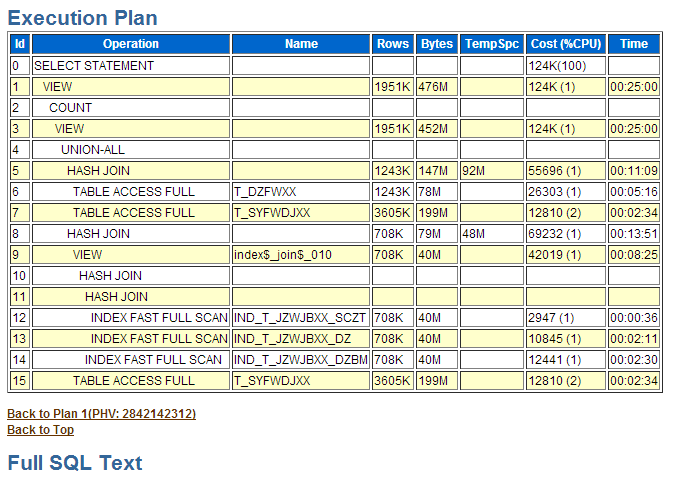 Execution Plan
Id Operation Name Rows Bytes TempSpc Cost (%CPU) Time
0 SELECT STATEMENT 124K(100)
1 VIEW 1951K 476M 124K (1) 00:25:00
2 COUNT
3 VIEW 1951K 452M 124K (1) 00:25:00
4 UNION-ALL
5 HASH JOIN 1243K 147M 92M 55696 (1) 00:11:09
6 TABLE ACCESS FULL T_DZFWXX 1243K 78M 26303 (1) 00:05:16
7 TABLE ACCESS FULL T_SYFWDJXX 3605K 199M 12810 (2) 00:02:34
8 HASH JOIN 708K 79M 48M 69232 (1) 00:13:51
9 VIEW index$_join$_010 708K 40M 42019 (1) 00:08:25
10 HASH JOIN
11 HASH JOIN
12 INDEX FAST FULL SCAN IND_T_JZWJBXX_SCZT 708K 40M 2947 (1) 00:00:36
13 INDEX FAST FULL SCAN IND_T_JZWJBXX_DZ 708K 40M 10845 (1) 00:02:11
14 INDEX FAST FULL SCAN IND_T_JZWJBXX_DZBM 708K 40M 12441 (1) 00:02:30
15 TABLE ACCESS FULL T_SYFWDJXX 3605K 199M 12810 (2) 00:02:34
Back to Plan 1(PHV: 2842142312)
Back to Top
Full SQL Text